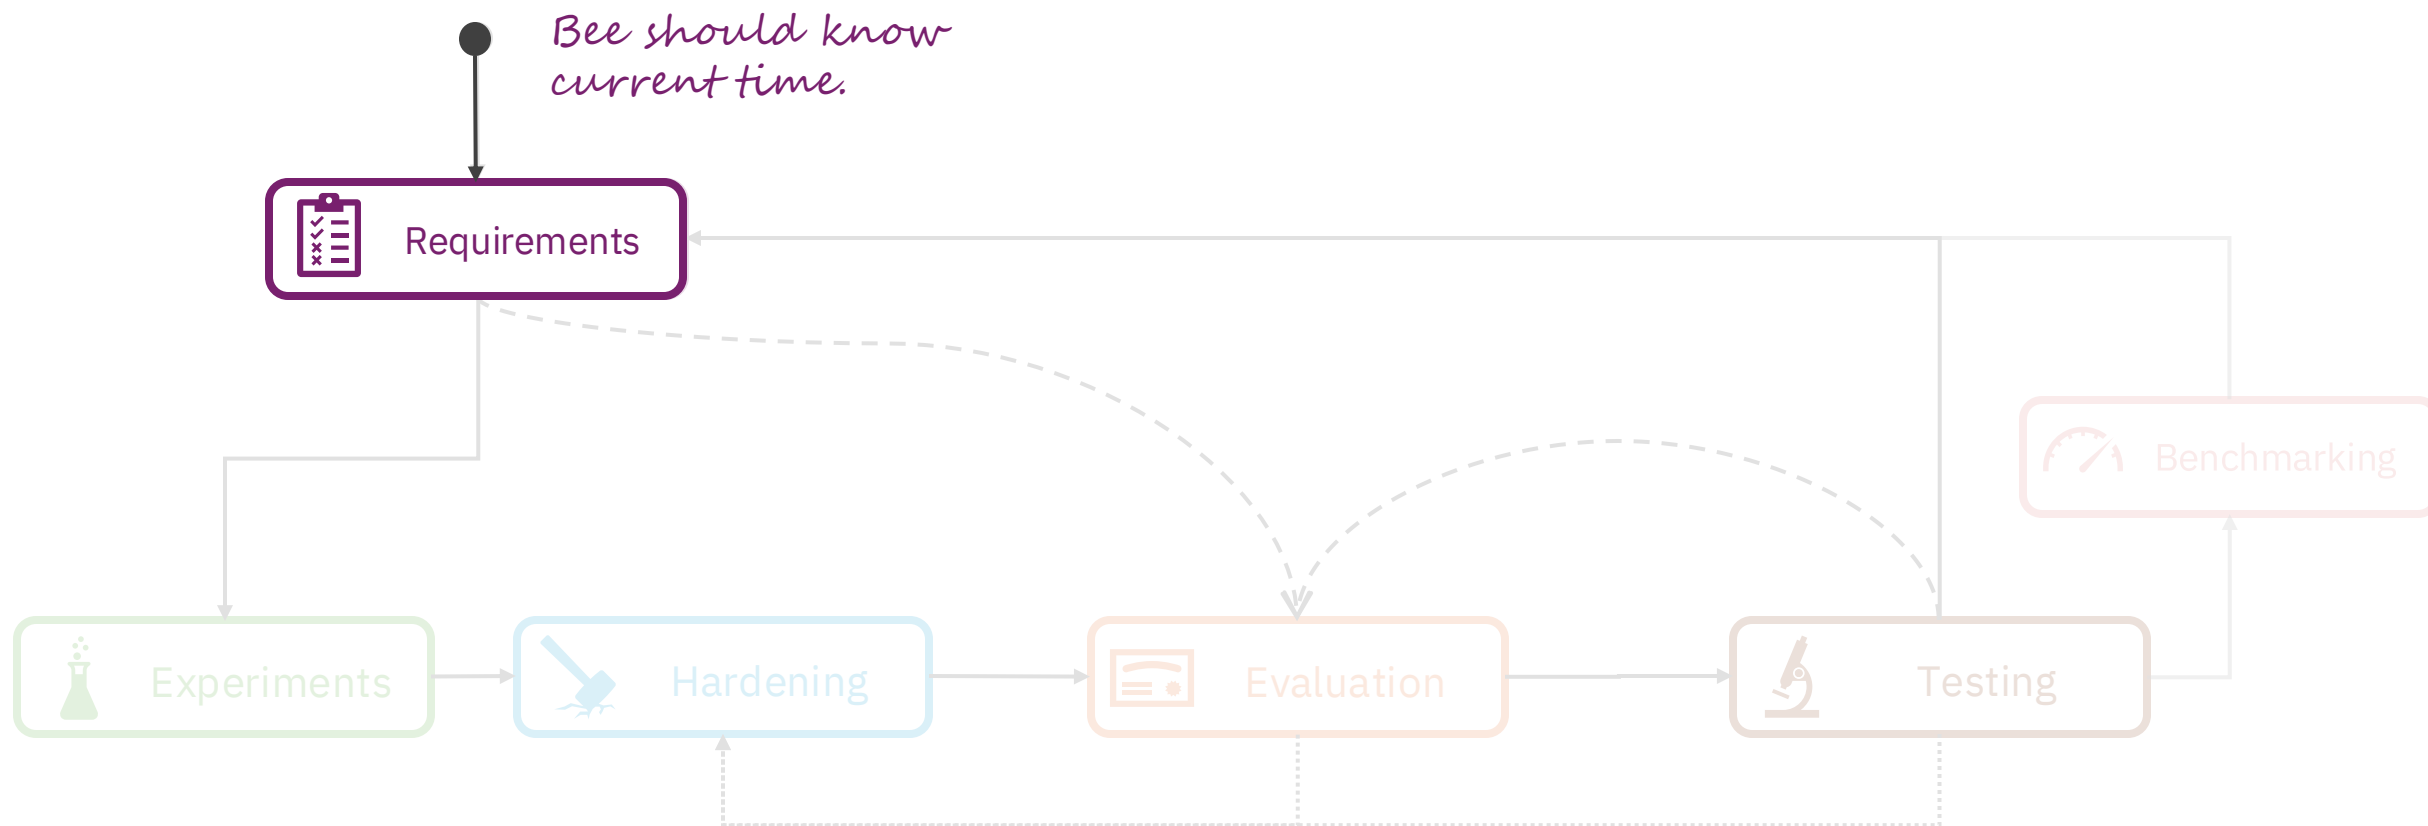 Bee should know
current time.
Requirements
Benchmarking
Experiments
Hardening
Evaluation
Testing